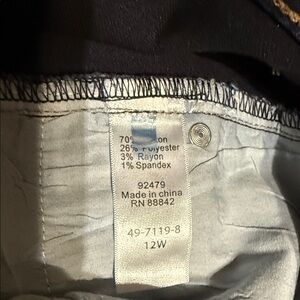 70%
26% Polyester
3% Rayon
1% Spandex
92479
Made in china
RN 88842
49-7119-8
12W